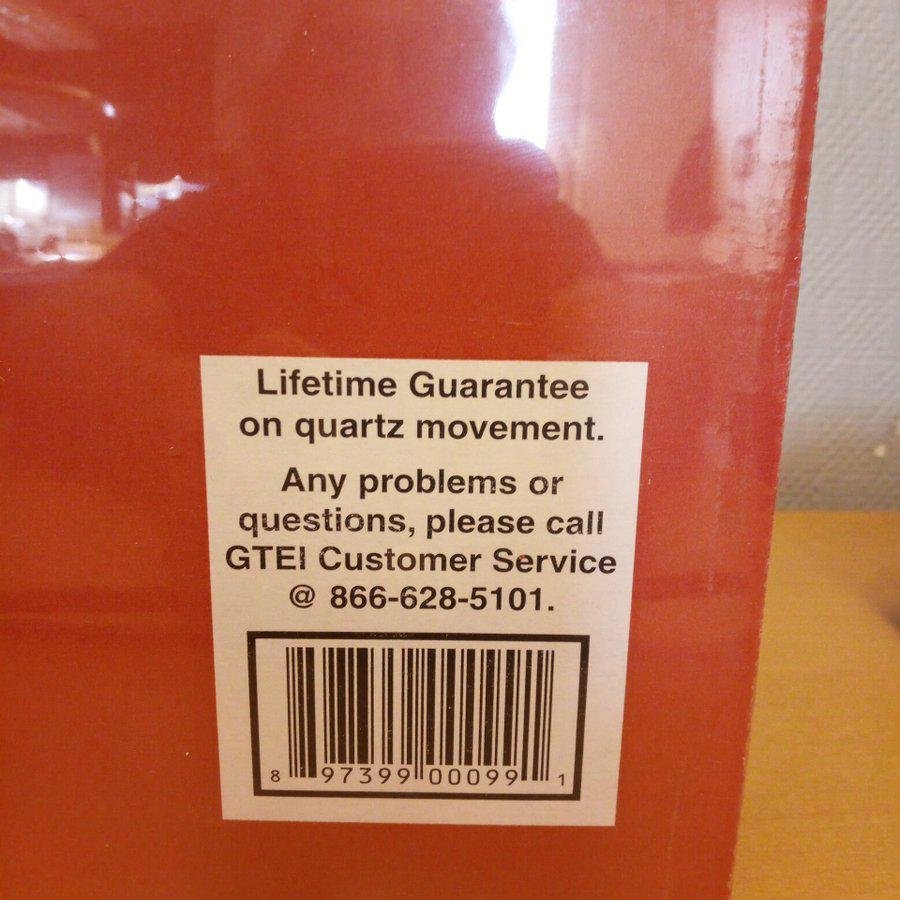 Lifetime Guarantee
on quartz movement.
Any problems or
questions, please call
GTEI Customer Service
@ 866-628-5101.
8 97399 00099 1